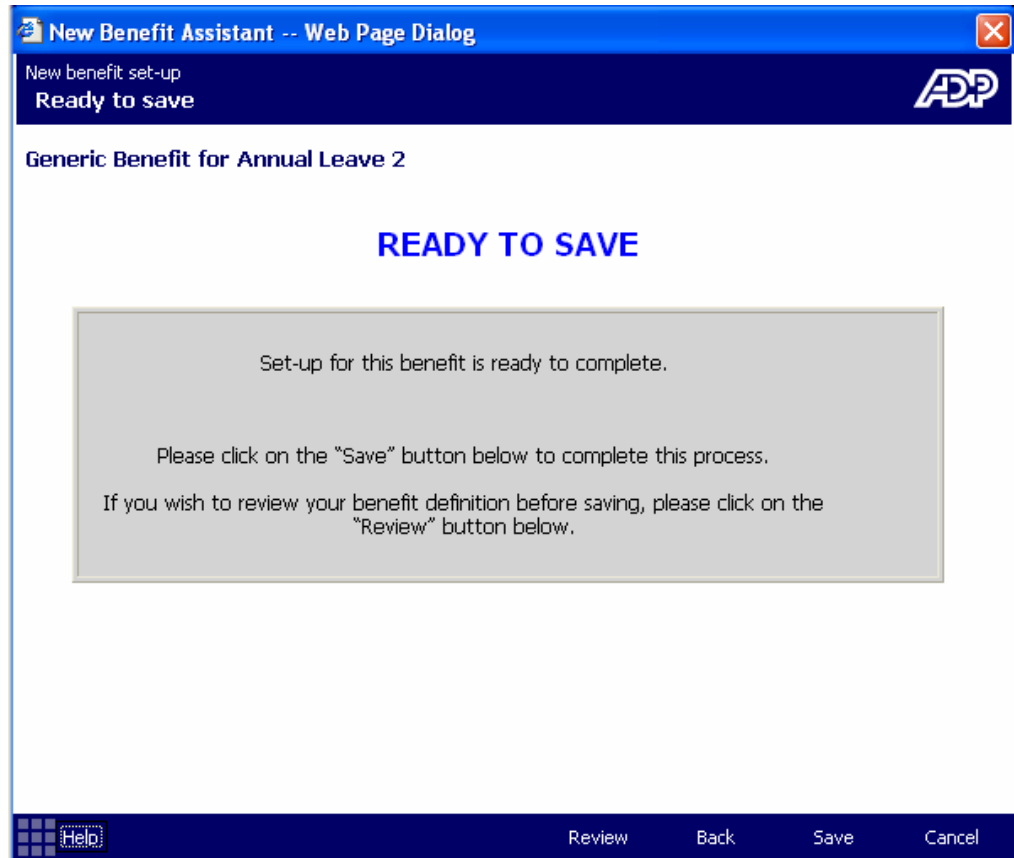 New Benefit Assistant -- Web Page Dialog
New benefit set-up
Ready to save
ADP
Generic Benefit for Annual Leave 2
READY TO SAVE
Set-up for this benefit is ready to complete.
Please click on the “Save” button below to complete this process.
If you wish to review your benefit definition before saving, please click on the
“Review” button below.
Help Review Back Save Cancel